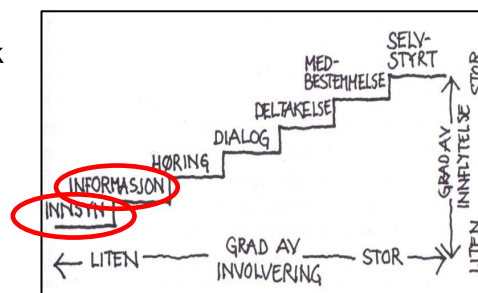 k
SELV-
STYRT
MED-
BESTEMMELSE
DELTAKELSE
DIALOG
HØRING
INFORMASJON
INNSYN
STOR
GRAD AV
INNFLYTELSE
LITEN
LITEN
GRAD AV
INVOLVERING
STOR